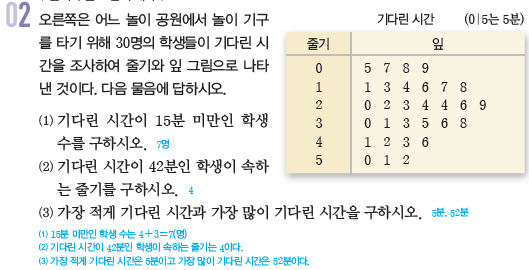 02
오른쪽은 어느 놀이 공원에서 놀이 기구
를 타기 위해 30명의 학생들이 기다린 시
간을 조사하여 줄기와 잎 그림으로 나타
낸 것이다. 다음 물음에 답하시오.
(1) 기다린 시간이 15분 미만인 학생
수를 구하시오. 7명
(2) 기다린 시간이 42분인 학생이 속하
는 줄기를 구하시오. 4
(3) 가장 적게 기다린 시간과 가장 많이 기다린 시간을 구하시오. 5분, 52분
(1) 15분 미만인 학생 수는 4+3=7(명)
(2) 기다린 시간이 42분인 학생이 속하는 줄기는 4이다.
(3) 가장 적게 기다린 시간은 5분이고 가장 많이 기다린 시간은 52분이다.
기다린 시간 (0|5는 5분)
줄기 잎
0 5 7 8 9
1 1 3 4 6 7 8
2 0 2 3 4 4 6 9
3 0 1 3 5 6 8
4 1 2 3 6
5 0 1 2